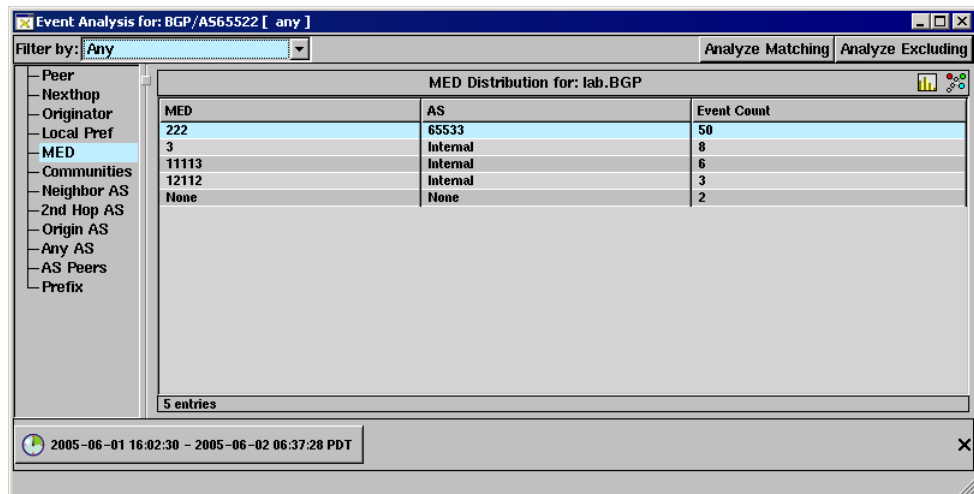 Event Analysis for: BGP/AS65522 [ any ]
Filter by: Any
Analyze Matching
Analyze Excluding
Peer
Nexthop
Originator
Local Pref
MED
Communities
Neighbor AS
2nd Hop AS
Origin AS
Any AS
AS Peers
Prefix
MED Distribution for: lab.BGP
MED AS Event Count
222 65533 50
3 Internal 8
11113 Internal 6
12112 Internal 3
None None 2
5 entries
2005-06-01 16:02:30 - 2005-06-02 06:37:28 PDT